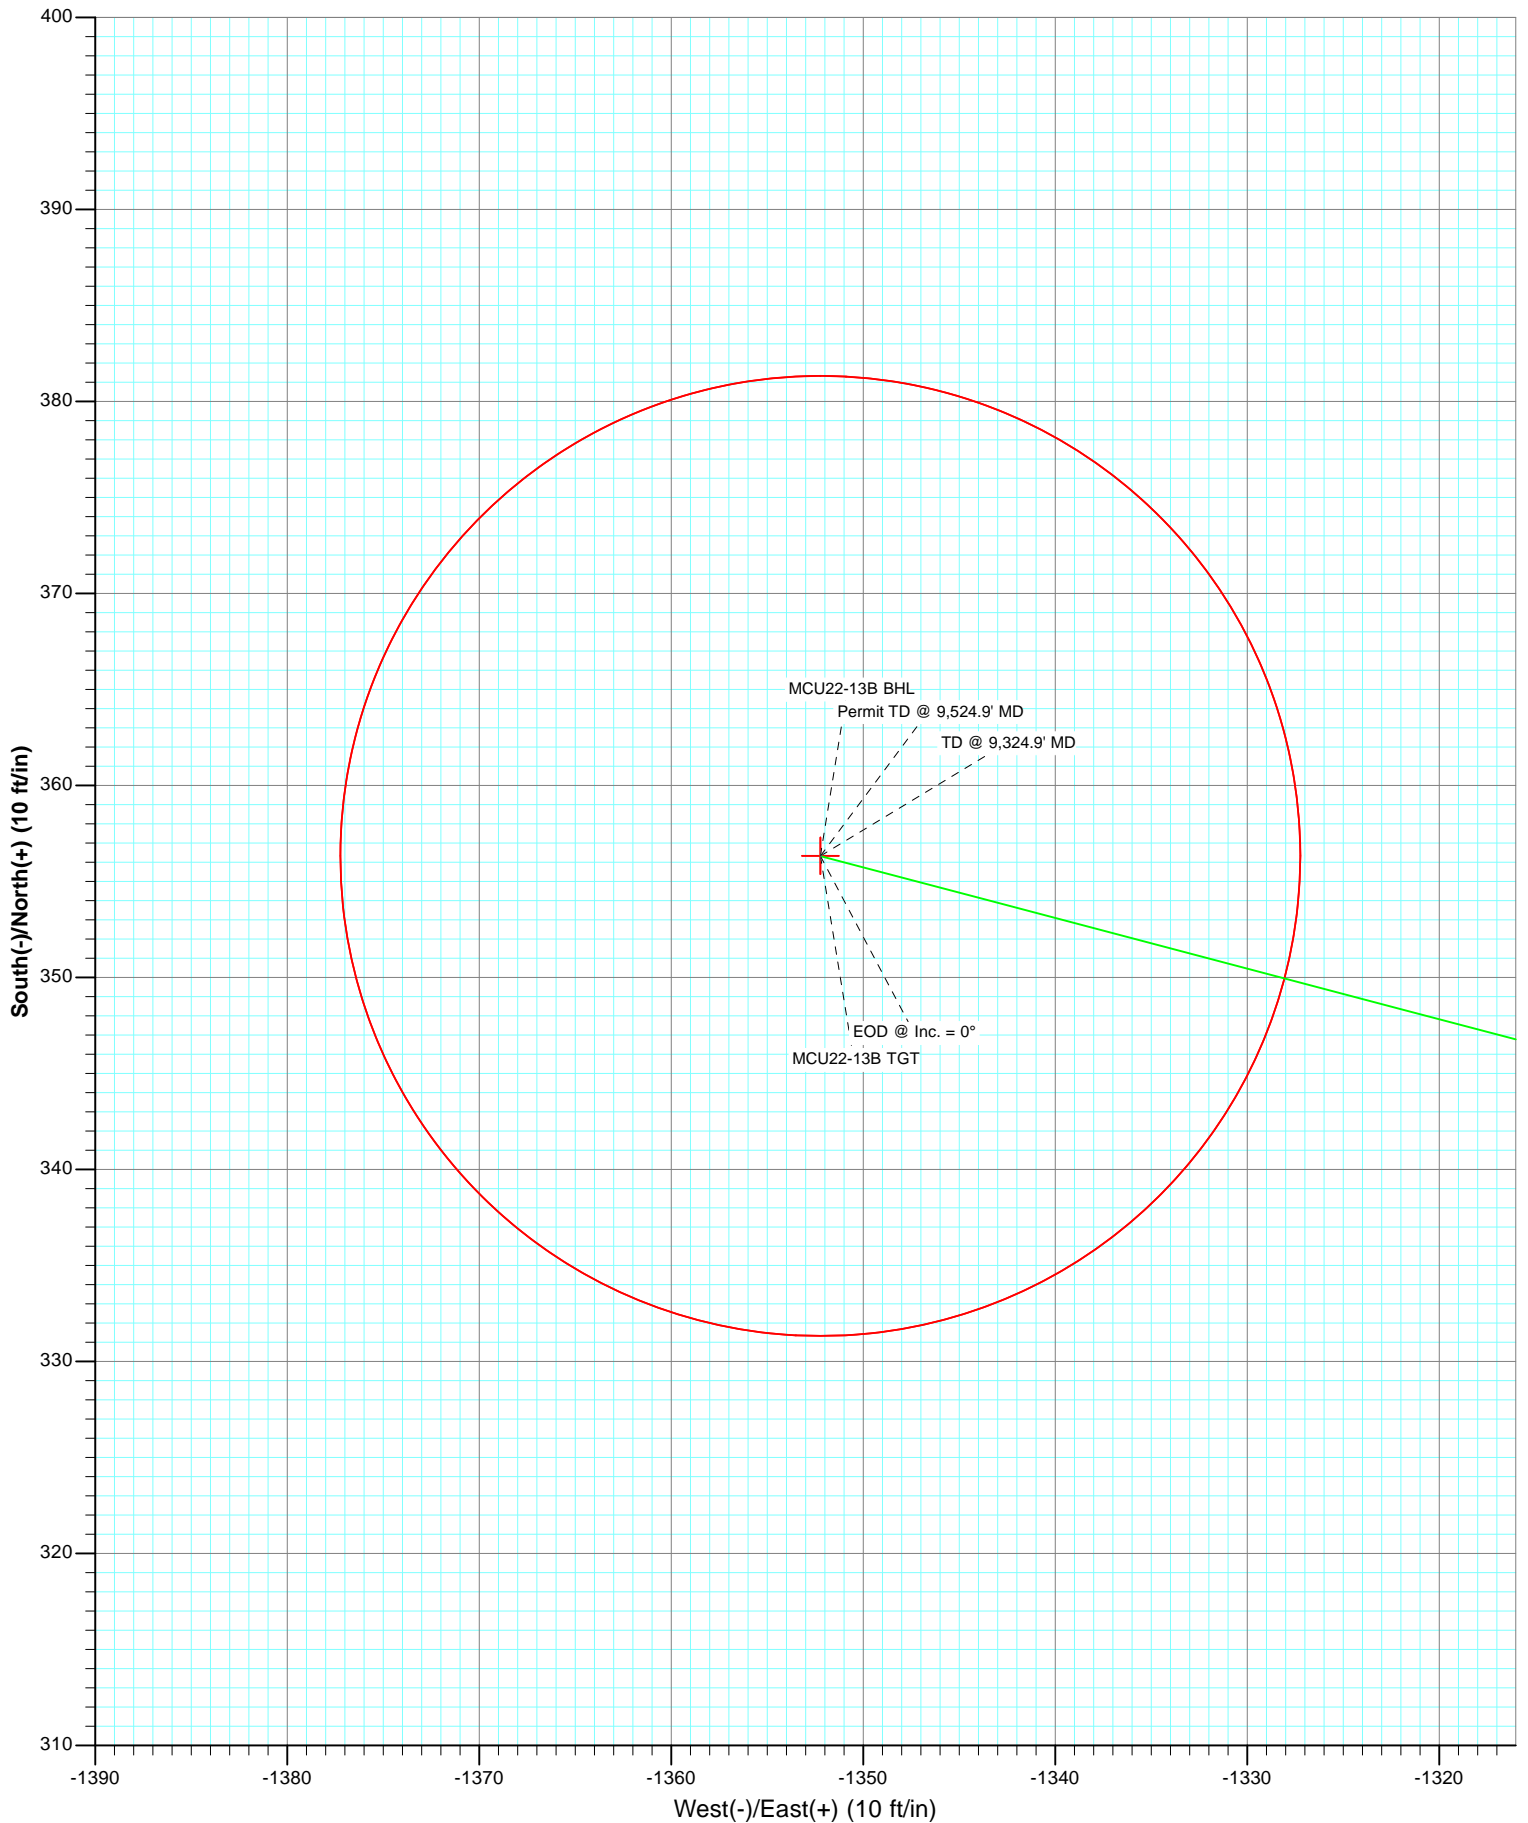 400
390
380
370
360
350
340
330
320
310
South(-)/North(+) (10 ft/in)
MCU22-13B BHL
Permit TD @ 9,524.9' MD
TD @ 9,324.9' MD
EOD @ Inc. = 0°
MCU22-13B TGT
-1390
-1380
-1370
-1360
-1350
-1340
-1330
-1320
West(-)/East(+) (10 ft/in)